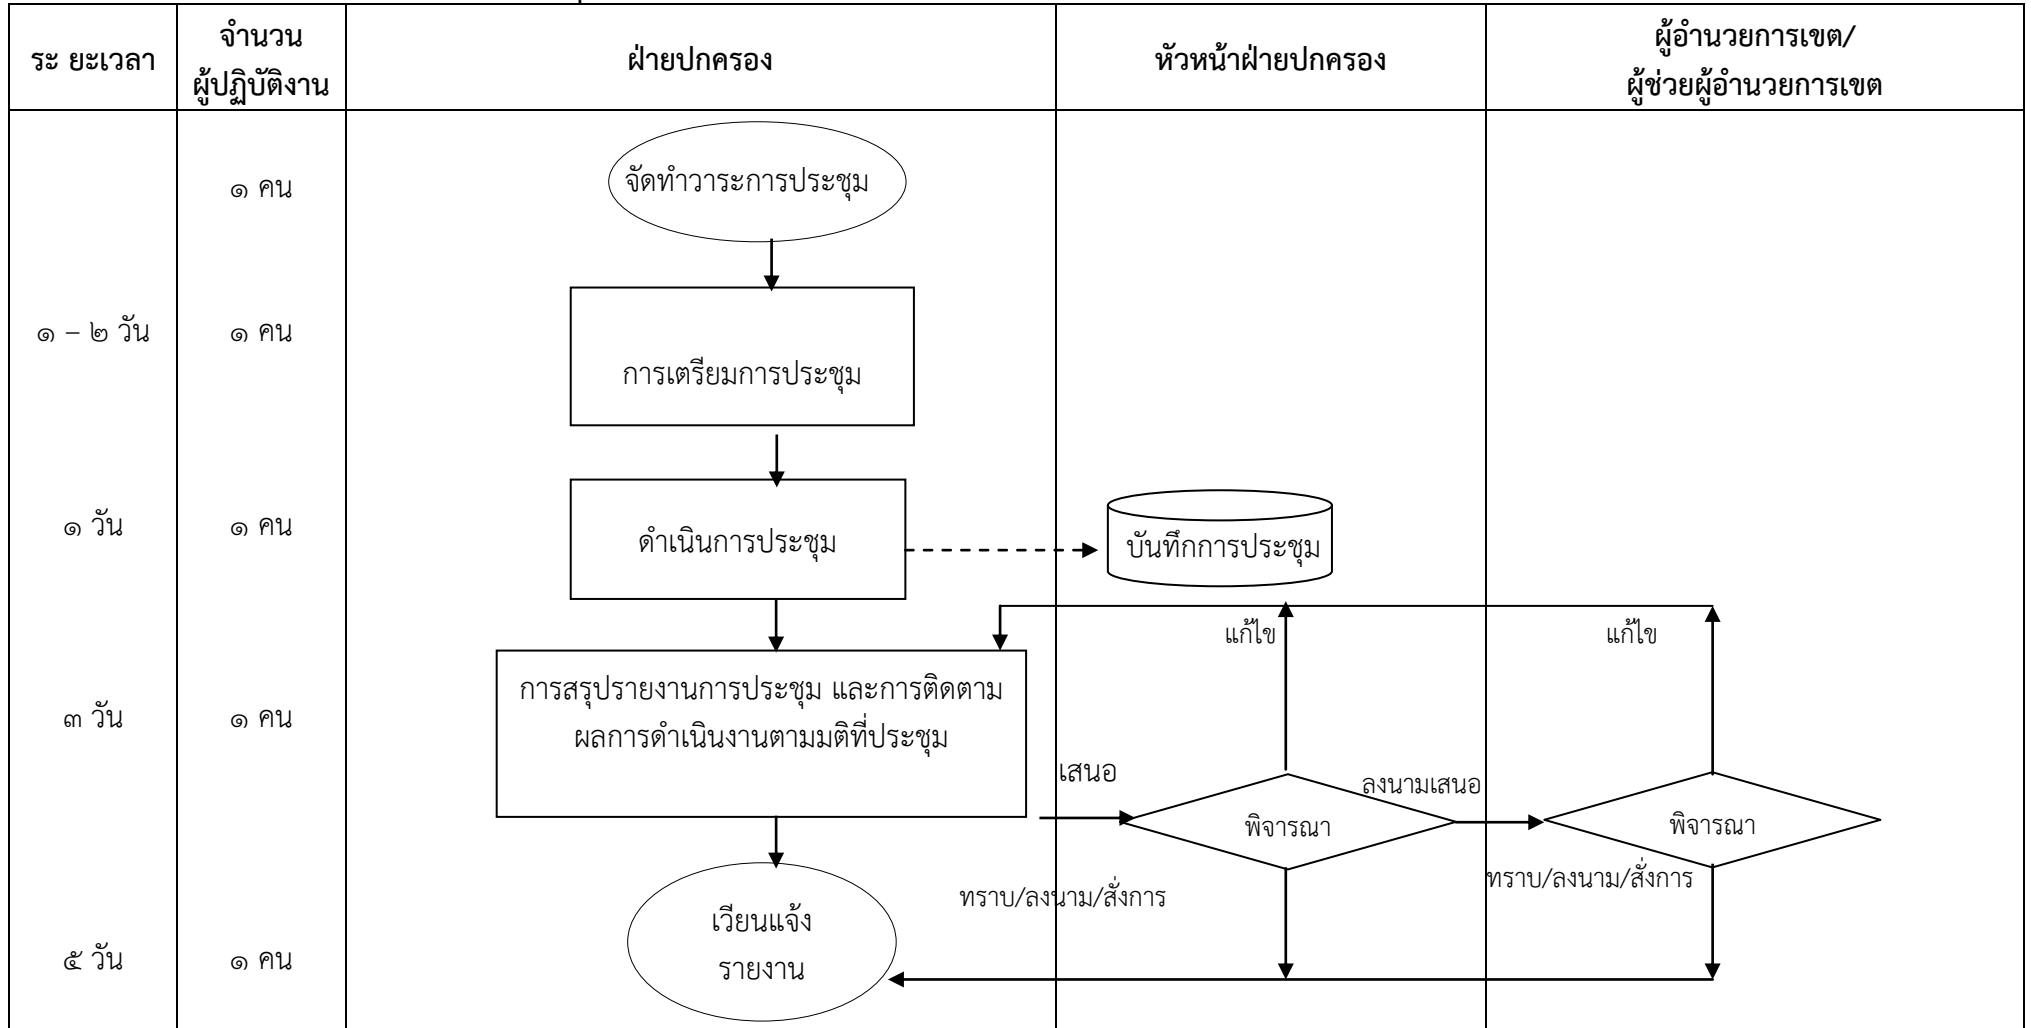 ระ ยะเวลา
จำนวน
ผู้ปฏิบัติงาน
ฝ่ายปกครอง
หัวหน้าฝ่ายปกครอง
ผู้อำนวยการเขต/
ผู้ช่วยผู้อำนวยการเขต
๑ คน
จัดทำวาระการประชุม
๑ – ๒ วัน
๑ คน
การเตรียมการประชุม
๑ วัน
๑ คน
ดำเนินการประชุม
บันทึกการประชุม
แก้ไข
แก้ไข
๓ วัน
๑ คน
การสรุปรายงานการประชุม และการติดตาม
ผลการดำเนินงานตามมติที่ประชุม
เสนอ
พิจารณา
ลงนามเสนอ
พิจารณา
ทราบ/ลงนาม/สั่งการ
ทราบ/ลงนาม/สั่งการ
๕ วัน
๑ คน
เวียนแจ้ง
รายงาน